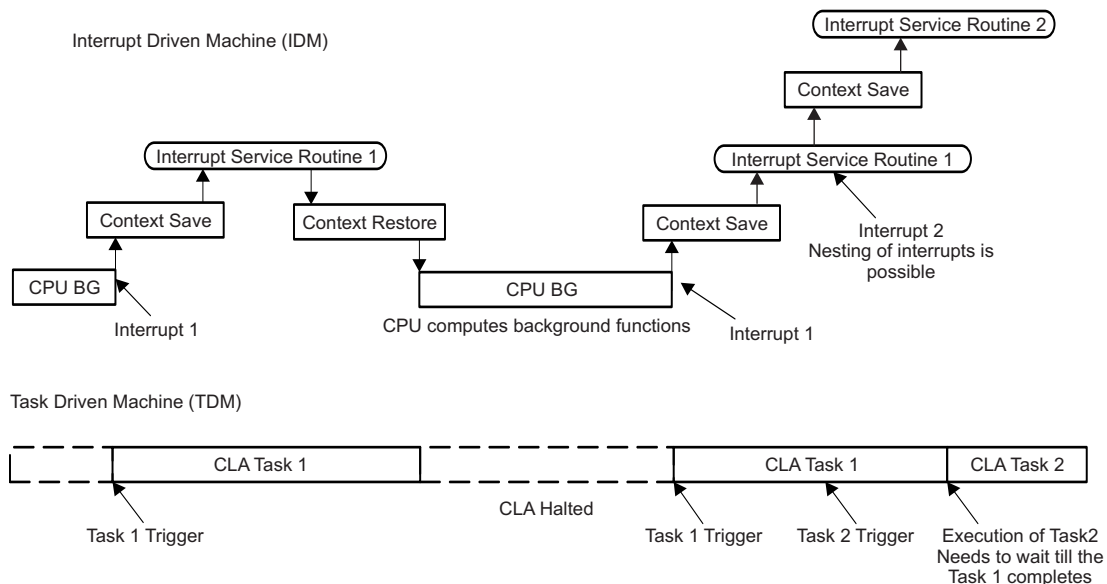 Interrupt Driven Machine (IDM)
Interrupt Service Routine 2
Context Save
Interrupt Service Routine 1
Interrupt Service Routine 1
Context Save
Context Restore
Context Save
Interrupt 2
Nesting of interrupts is
possible
CPU BG
CPU BG
Interrupt 1
CPU computes background functions
Interrupt 1
Task Driven Machine (TDM)
CLA Task 1
CLA Task 1
CLA Task 2
CLA Halted
Task 1 Trigger
Task 1 Trigger
Task 2 Trigger
Execution of Task2
Needs to wait till the
Task 1 completes